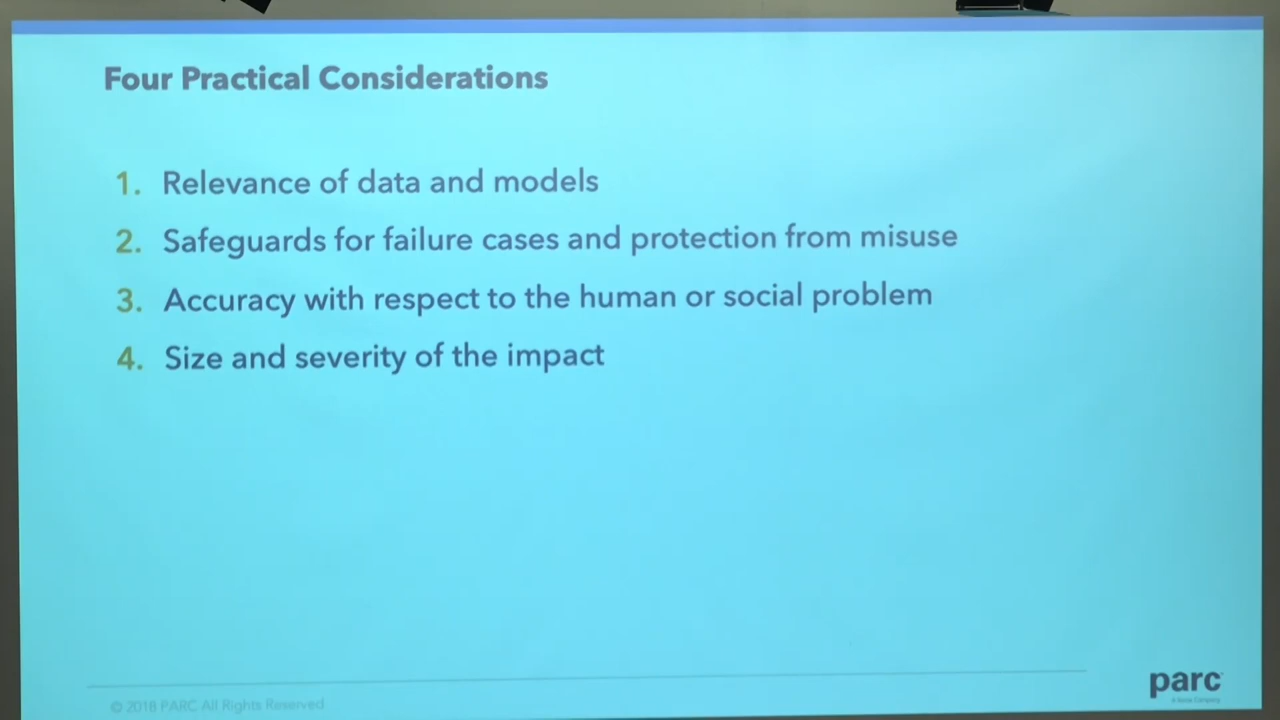 Four Practical Considerations
1. Relevance of data and models
2. Safeguards for failure cases and protection from misuse
3. Accuracy with respect to the human or social problem
4. Size and severity of the impact
parc
A Xerox Company
© 2018 PARC All Rights Reserved